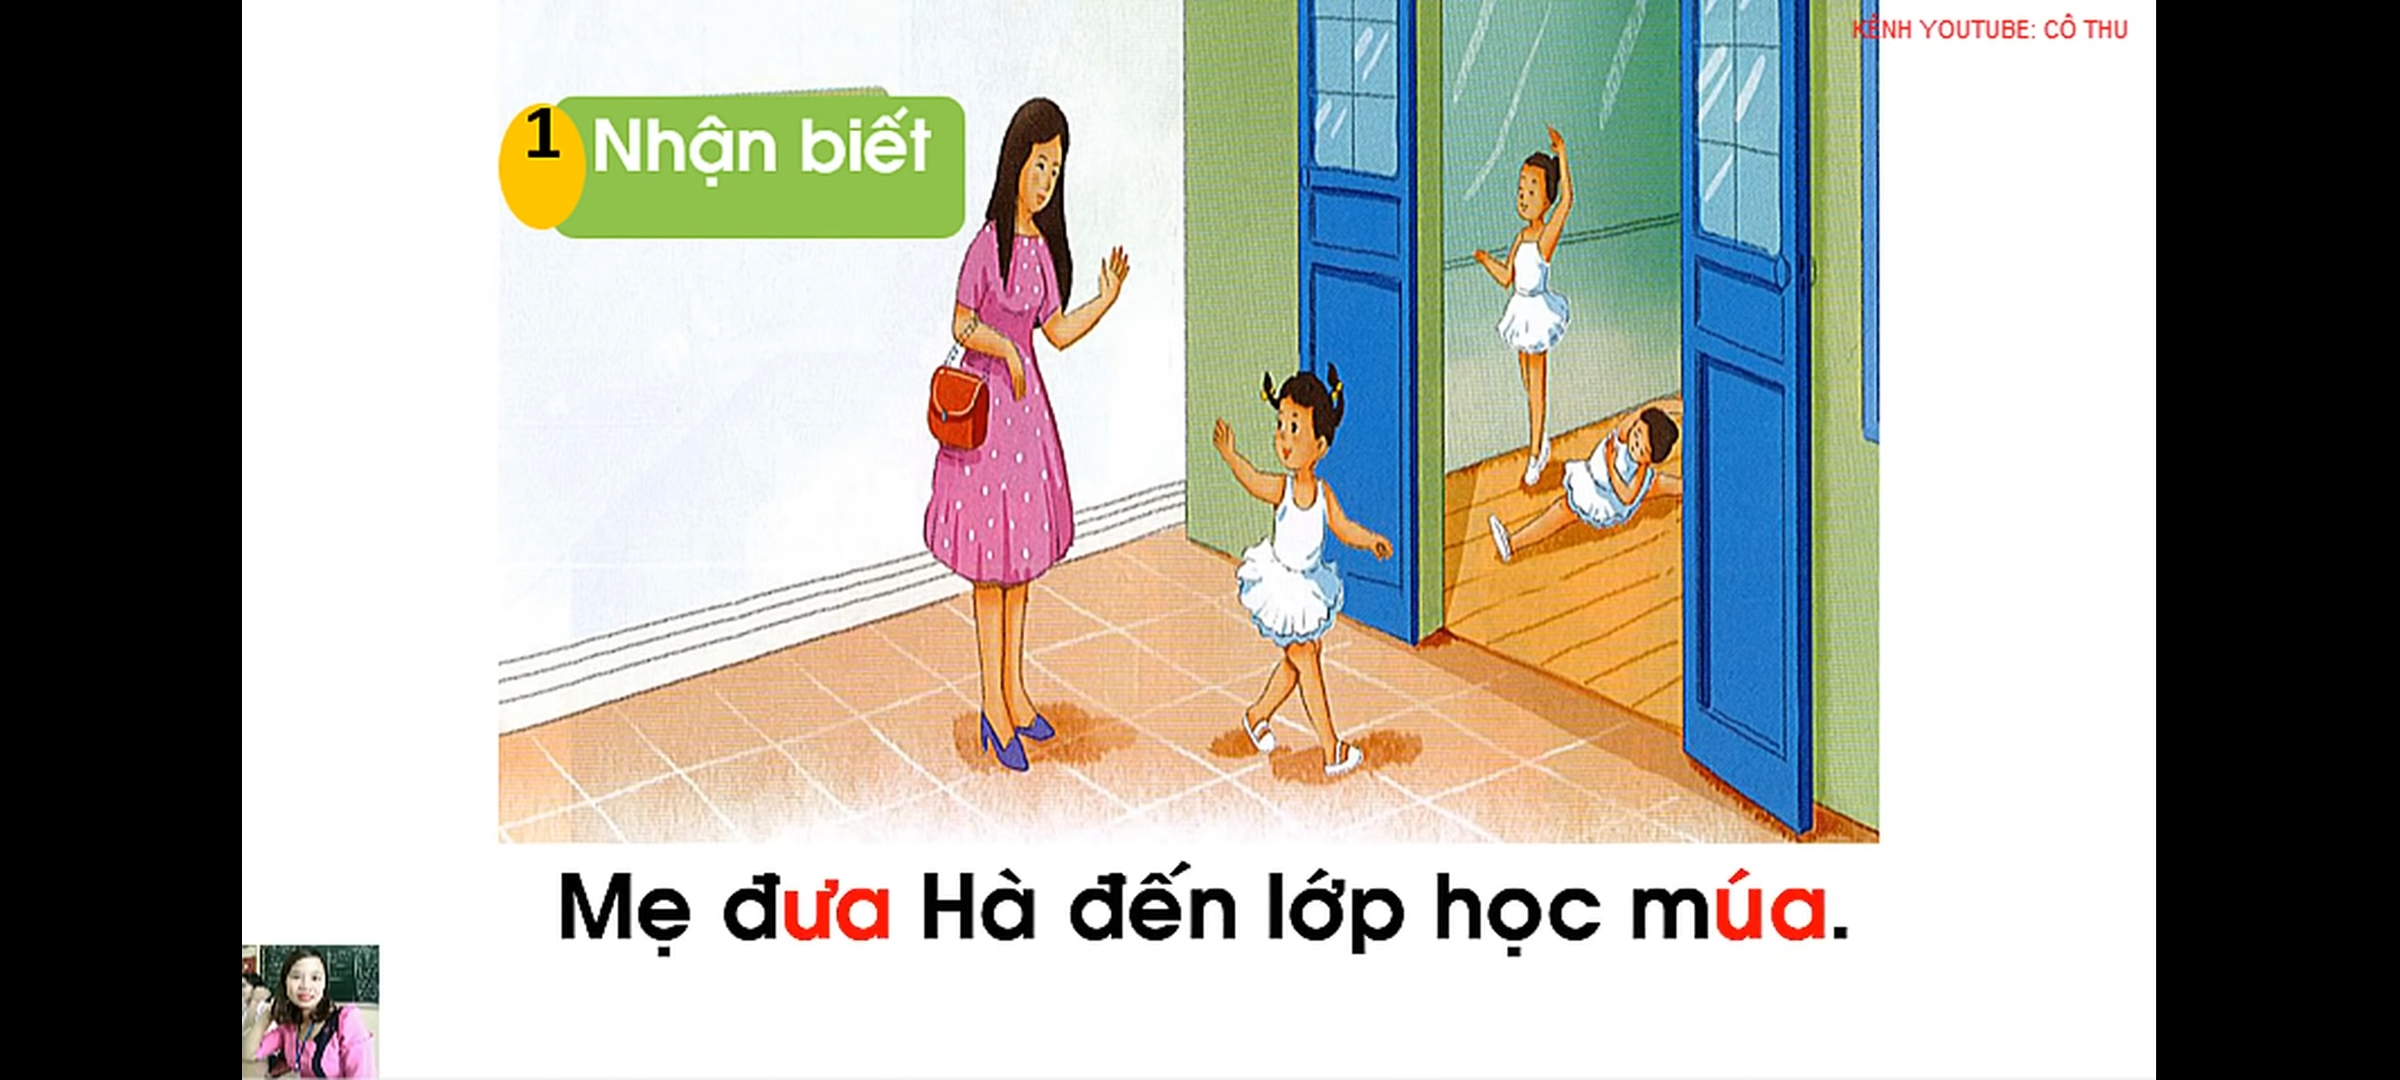 KÊNH YOUTUBE: CÔ THU
1 Nhận biết
Mẹ đưa Hà đến lớp học múa.